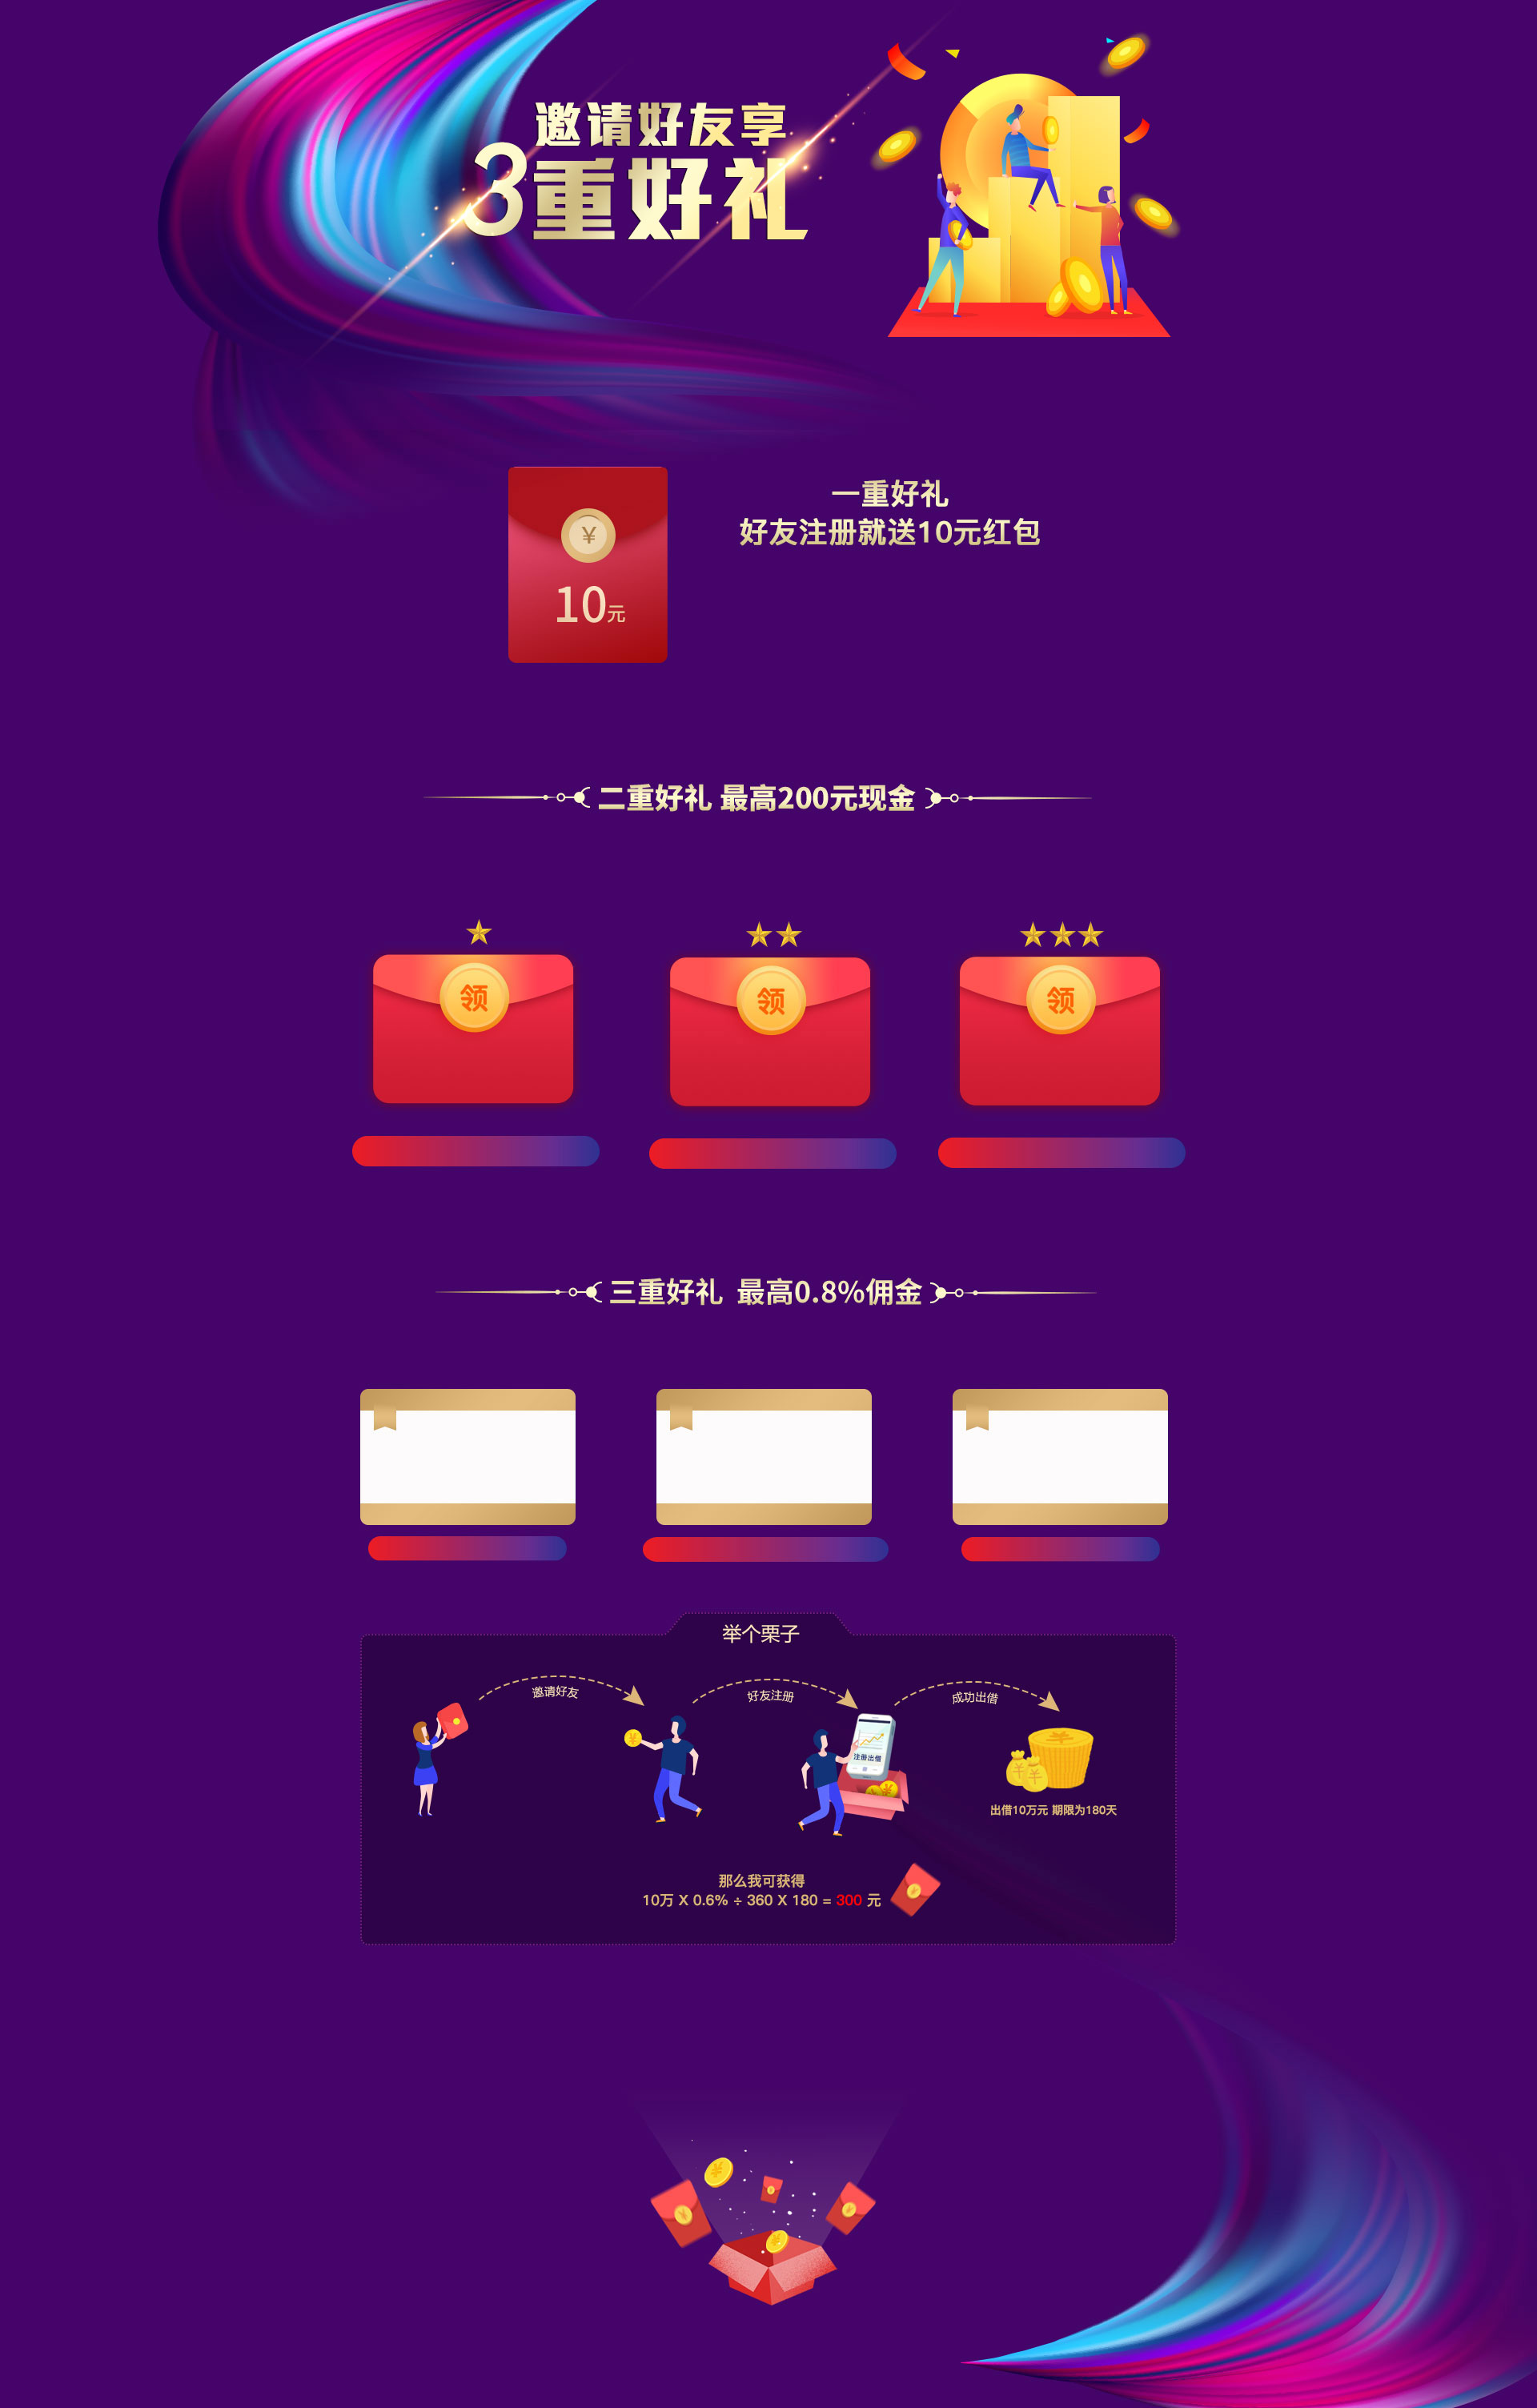 邀请好友享
3重好礼
¥
10元
一重好礼
好友注册就送10元红包
二重好礼 最高200元现金
领
领
领
三重好礼 最高0.8%佣金
举个栗子
邀请好友
好友注册
成功出借
注册出借
出借10万元 期限为180天
那么我可获得
10万 X 0.6% ÷ 360 X 180 = 300 元